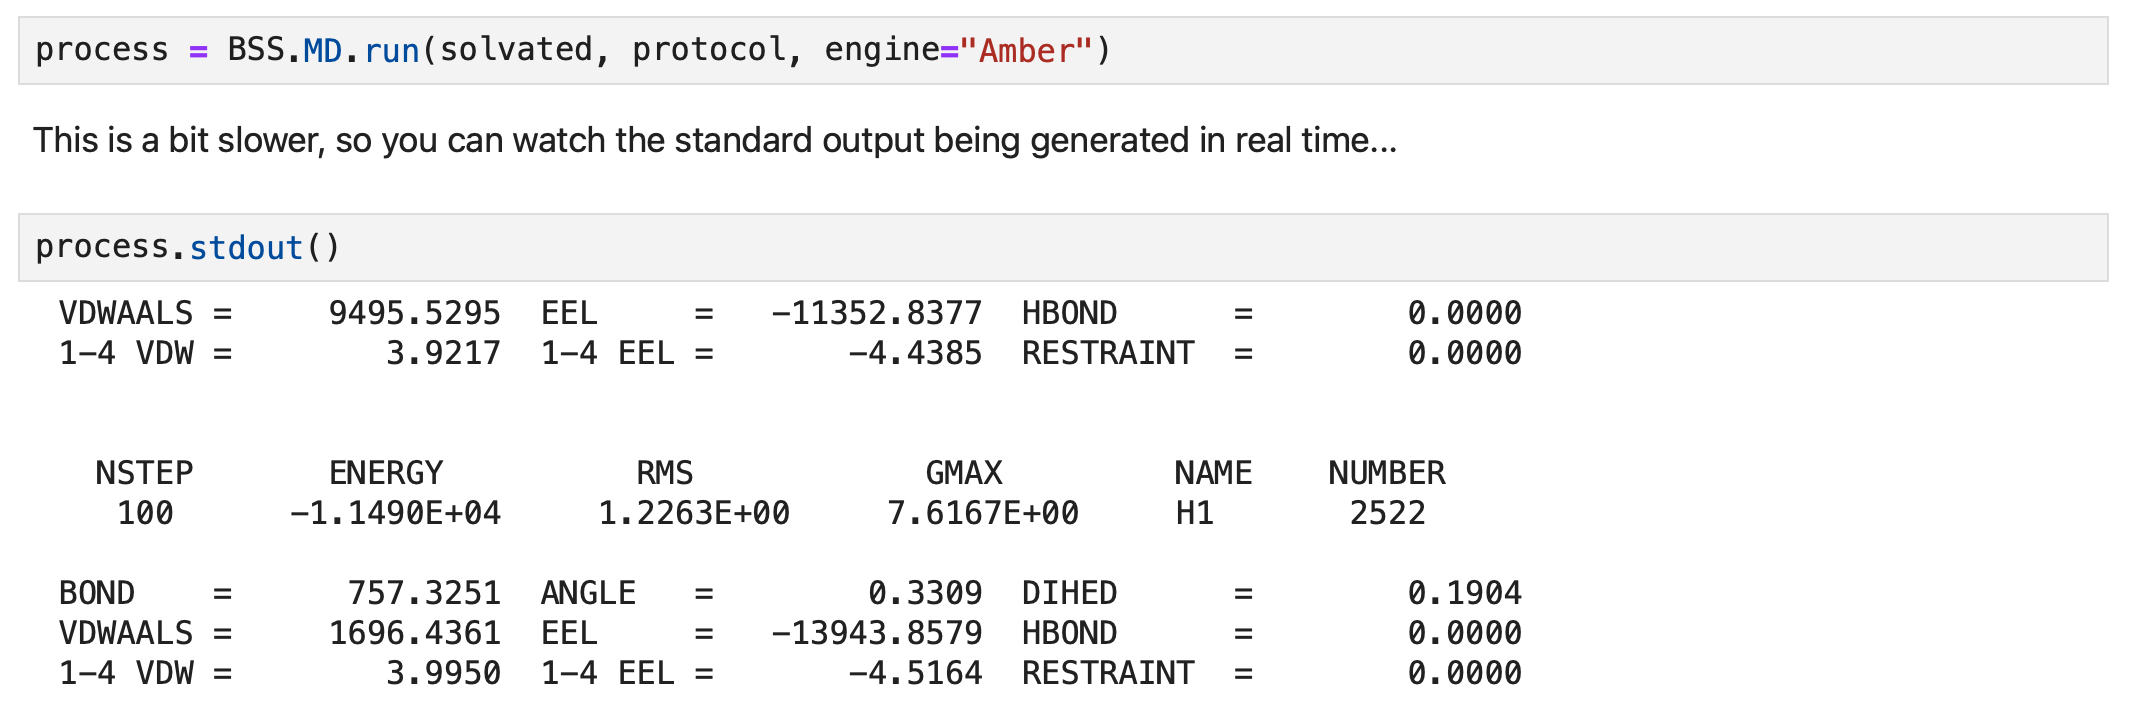 process = BSS.MD.run(solvated, protocol, engine="Amber")
This is a bit slower, so you can watch the standard output being generated in real time...
process.stdout()
VDWAALS =     9495.5295  EEL     =   -11352.8377  HBOND      =        0.0000
1-4 VDW =        3.9217  1-4 EEL =       -4.4385  RESTRAINT  =        0.0000
NSTEP       ENERGY          RMS            GMAX         NAME    NUMBER
100      -1.1490E+04     1.2263E+00     7.6167E+00     H1       2522
BOND    =      757.3251  ANGLE   =        0.3309  DIHED      =        0.1904
VDWAALS =     1696.4361  EEL     =   -13943.8579  HBOND      =        0.0000
1-4 VDW =        3.9950  1-4 EEL =       -4.5164  RESTRAINT  =        0.0000